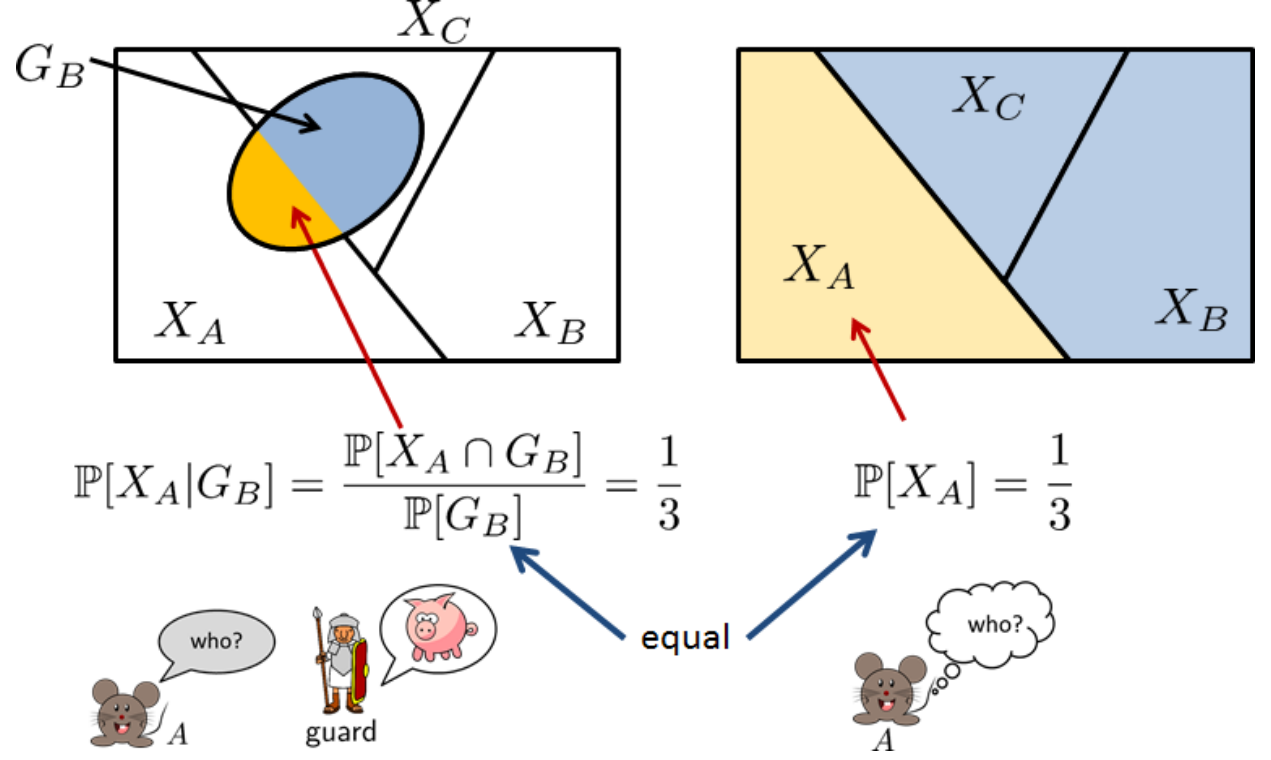 X_C
G_B
X_C
X_A
X_A
X_B
X_B
ℙ[X_A|G_B] = ℙ[X_A ∩ G_B] / ℙ[G_B] = 1/3
ℙ[X_A] = 1/3
equal
who?
who?
A
guard
A